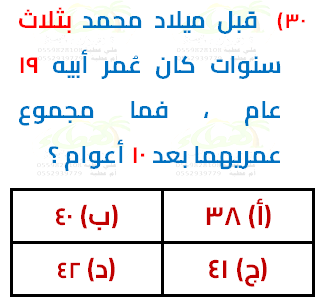 (٣٠) قبل ميلاد محمد بثلاث
سنوات كان عُمر أبيه ١٩
عام ، فما مجموع
عمريهما بعد ١٠ أعوام ؟
(أ) ٣٨ (ب) ٤٠
(ج) ٤١ (د) ٤٢